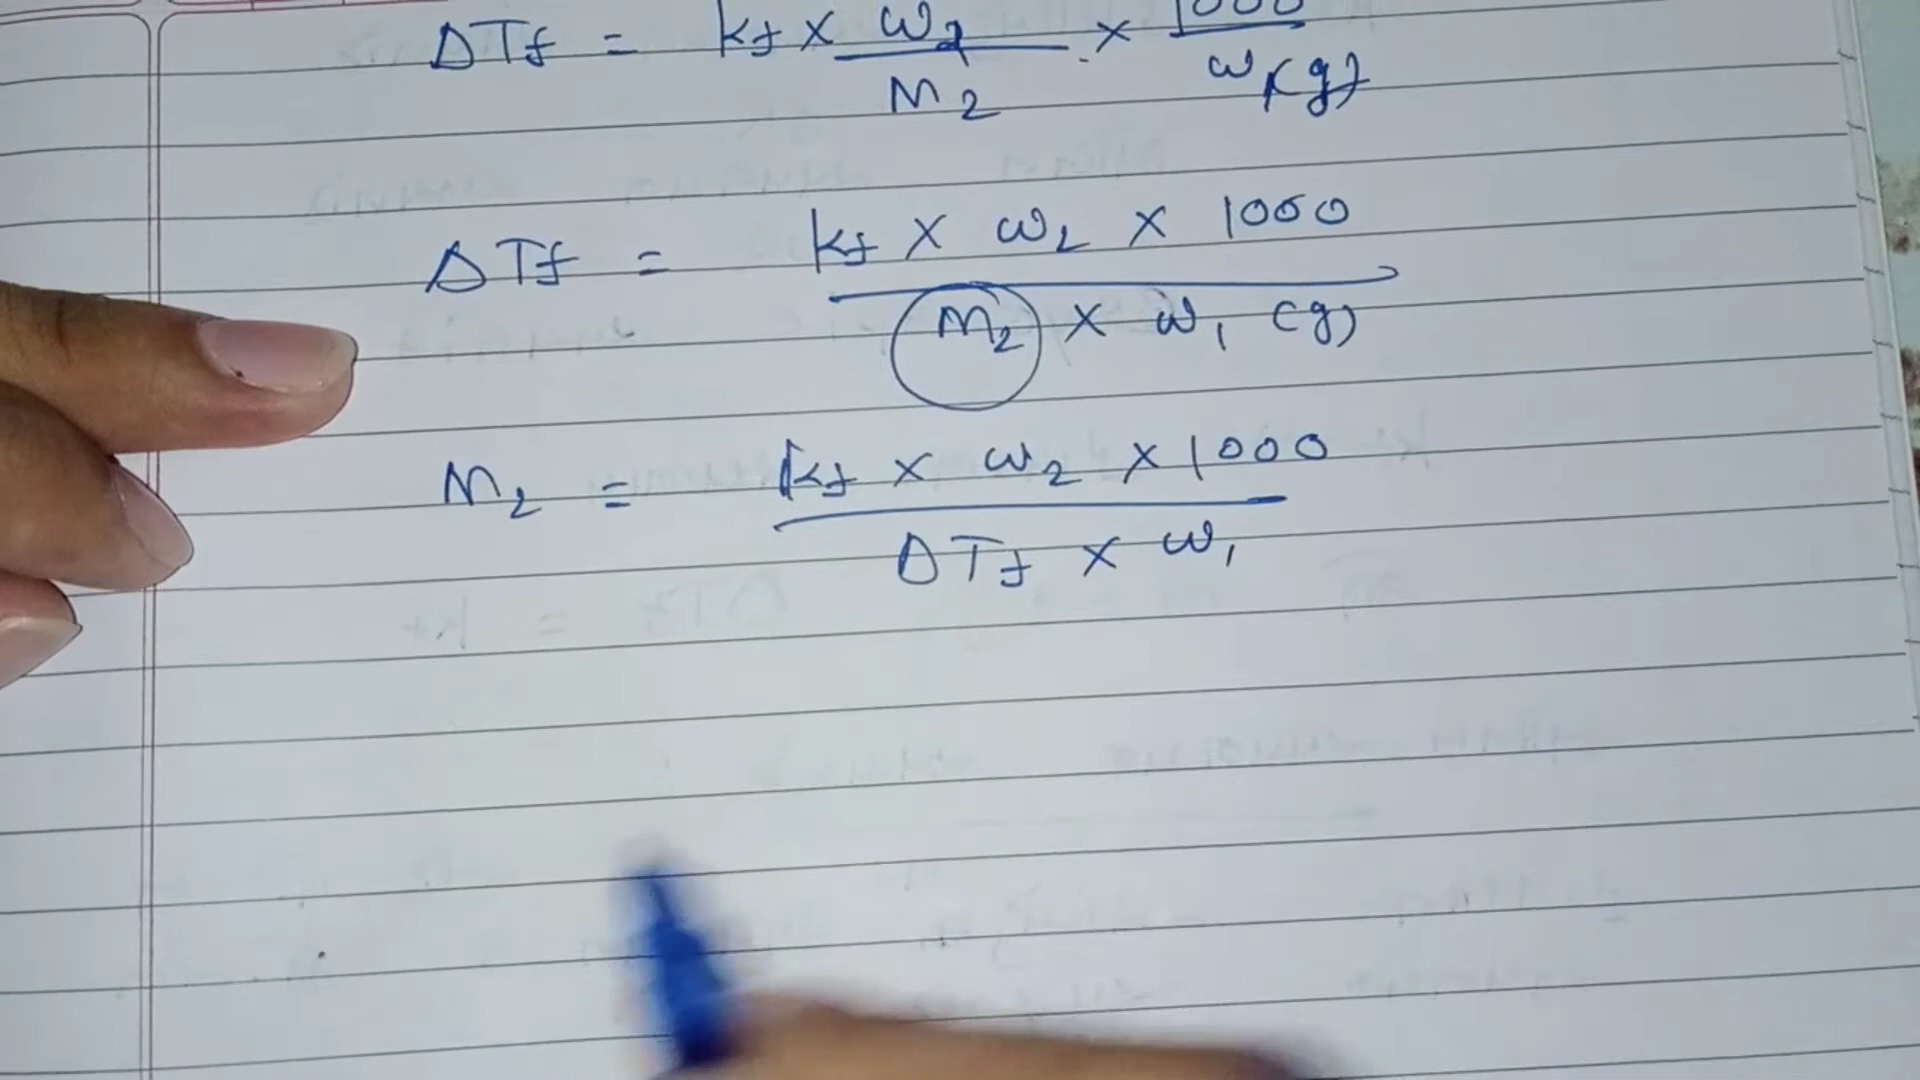 ΔTf = kf × w2 / M2 × 1000 / w1(g)
ΔTf = kf × w2 × 1000 / M2 × w1 (g)
M2 = kf × w2 × 1000 / ΔTf × w1